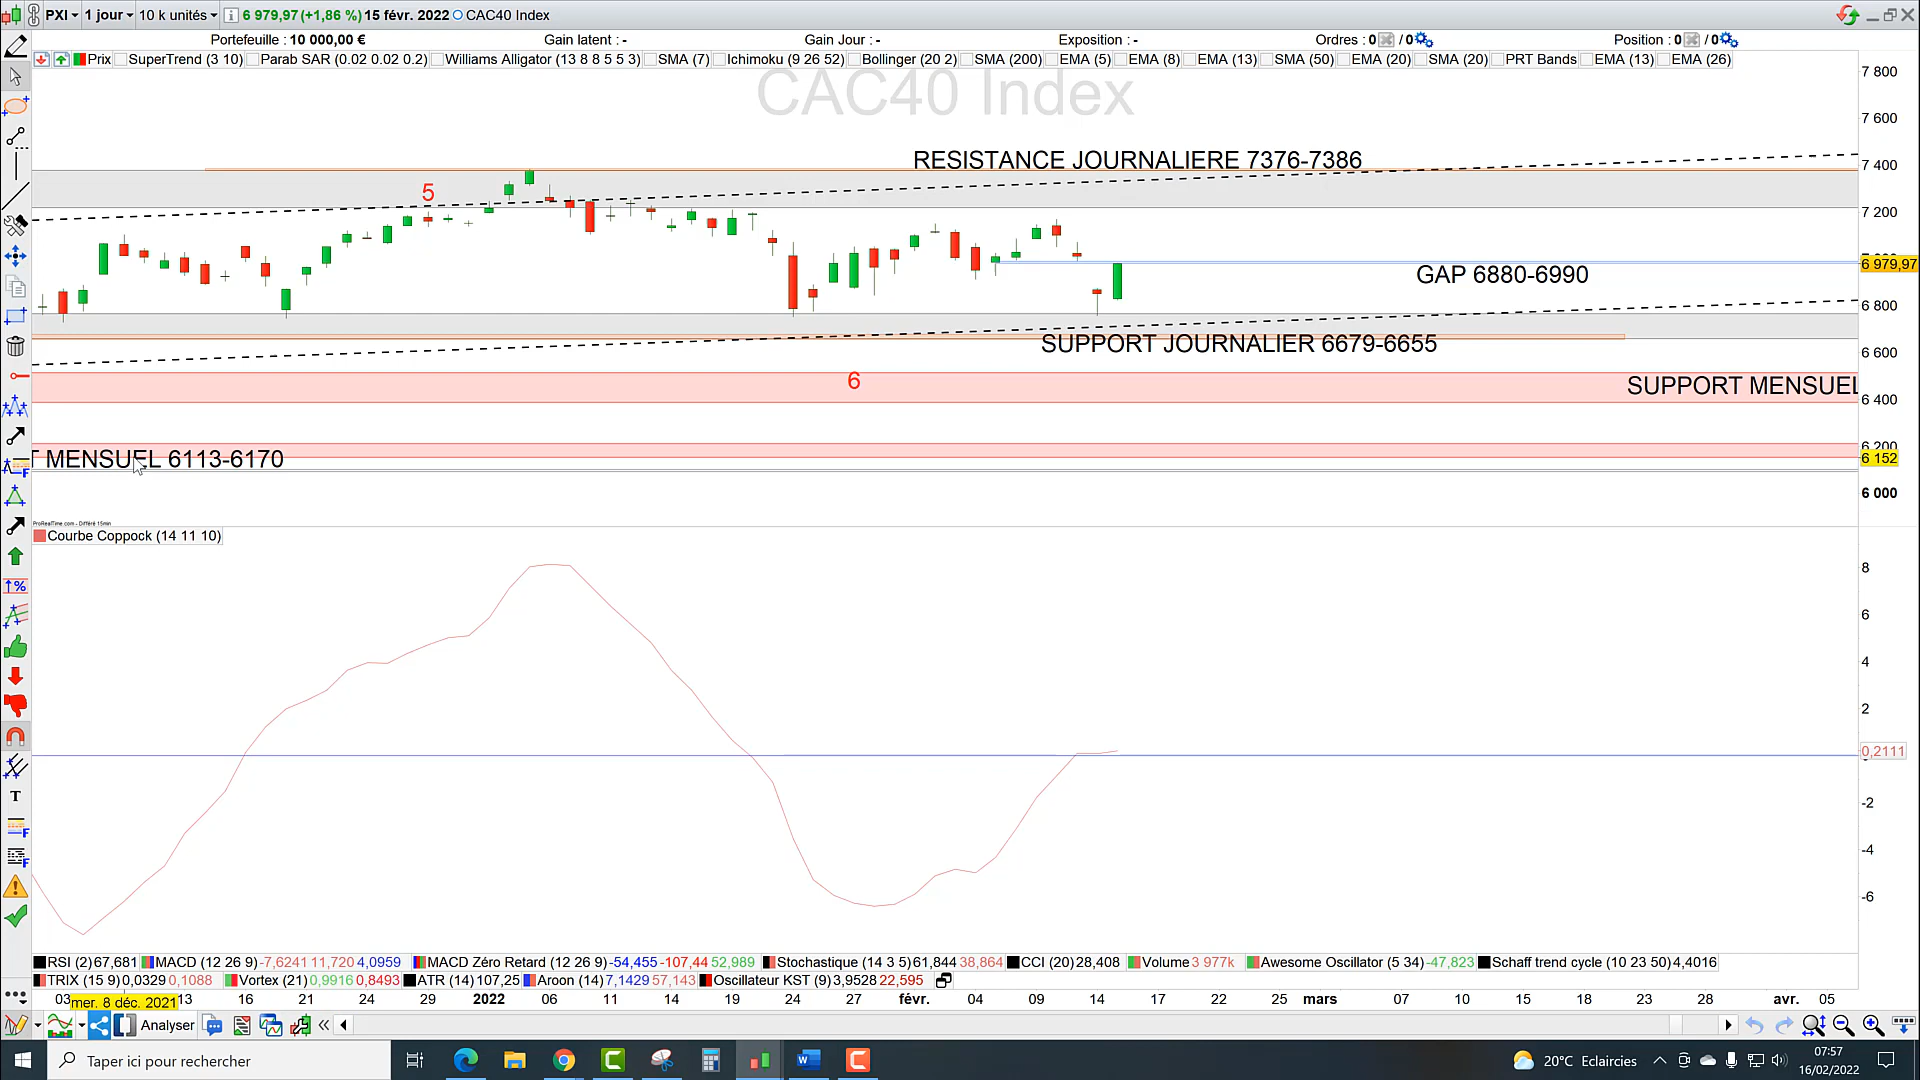 PXI 1 jour 10 k unités 6 979,97 (+1,86 %) 15 févr. 2022 CAC40 Index
Portefeuille : 10 000,00 € Gain latent : - Gain Jour : - Exposition : - Ordres : 0 / 0 Position : 0 / 0
Prix SuperTrend (3 10) Parab SAR (0.02 0.02 0.2) Williams Alligator (13 8 8 5 5 3) SMA (7) Ichimoku (9 26 52) Bollinger (20 2) SMA (200) EMA (5) EMA (8) EMA (13) SMA (50) EMA (20) SMA (20) PRT Bands EMA (13) EMA (26)
CAC40 Index
7 800
7 600
RESISTANCE JOURNALIERE 7376-7386
7 400
5
7 200
6 979,97
GAP 6880-6990
6 800
SUPPORT JOURNALIER 6679-6655
6 600
6
SUPPORT MENSUEL
6 400
6 200
T MENSUEL 6113-6170
6 152
6 000
ProRealTime.com - Différé 15min
Courbe Coppock (14 11 10)
8
6
4
2
0,2111
-2
-4
-6
RSI (2) 67,681 MACD (12 26 9) -7,6241 11,720 4,0959 MACD Zéro Retard (12 26 9) -54,455 -107,44 52,989 Stochastique (14 3 5) 61,844 38,864 CCI (20) 28,408 Volume 3 977k Awesome Oscillator (5 34) -47,823 Schaff trend cycle (10 23 50) 4,4016
TRIX (15 9) 0,0329 0,1088 Vortex (21) 0,9916 0,8493 ATR (14) 107,25 Aroon (14) 7,1429 57,143 Oscillateur KST (9) 3,9528 22,595
03 mer. 8 déc. 2021 13 16 21 24 29 2022 06 11 14 19 24 27 févr. 04 09 14 17 22 25 mars 07 10 15 18 23 28 avr. 05
Analyser
Taper ici pour rechercher
20°C Eclaircies
07:57
16/02/2022